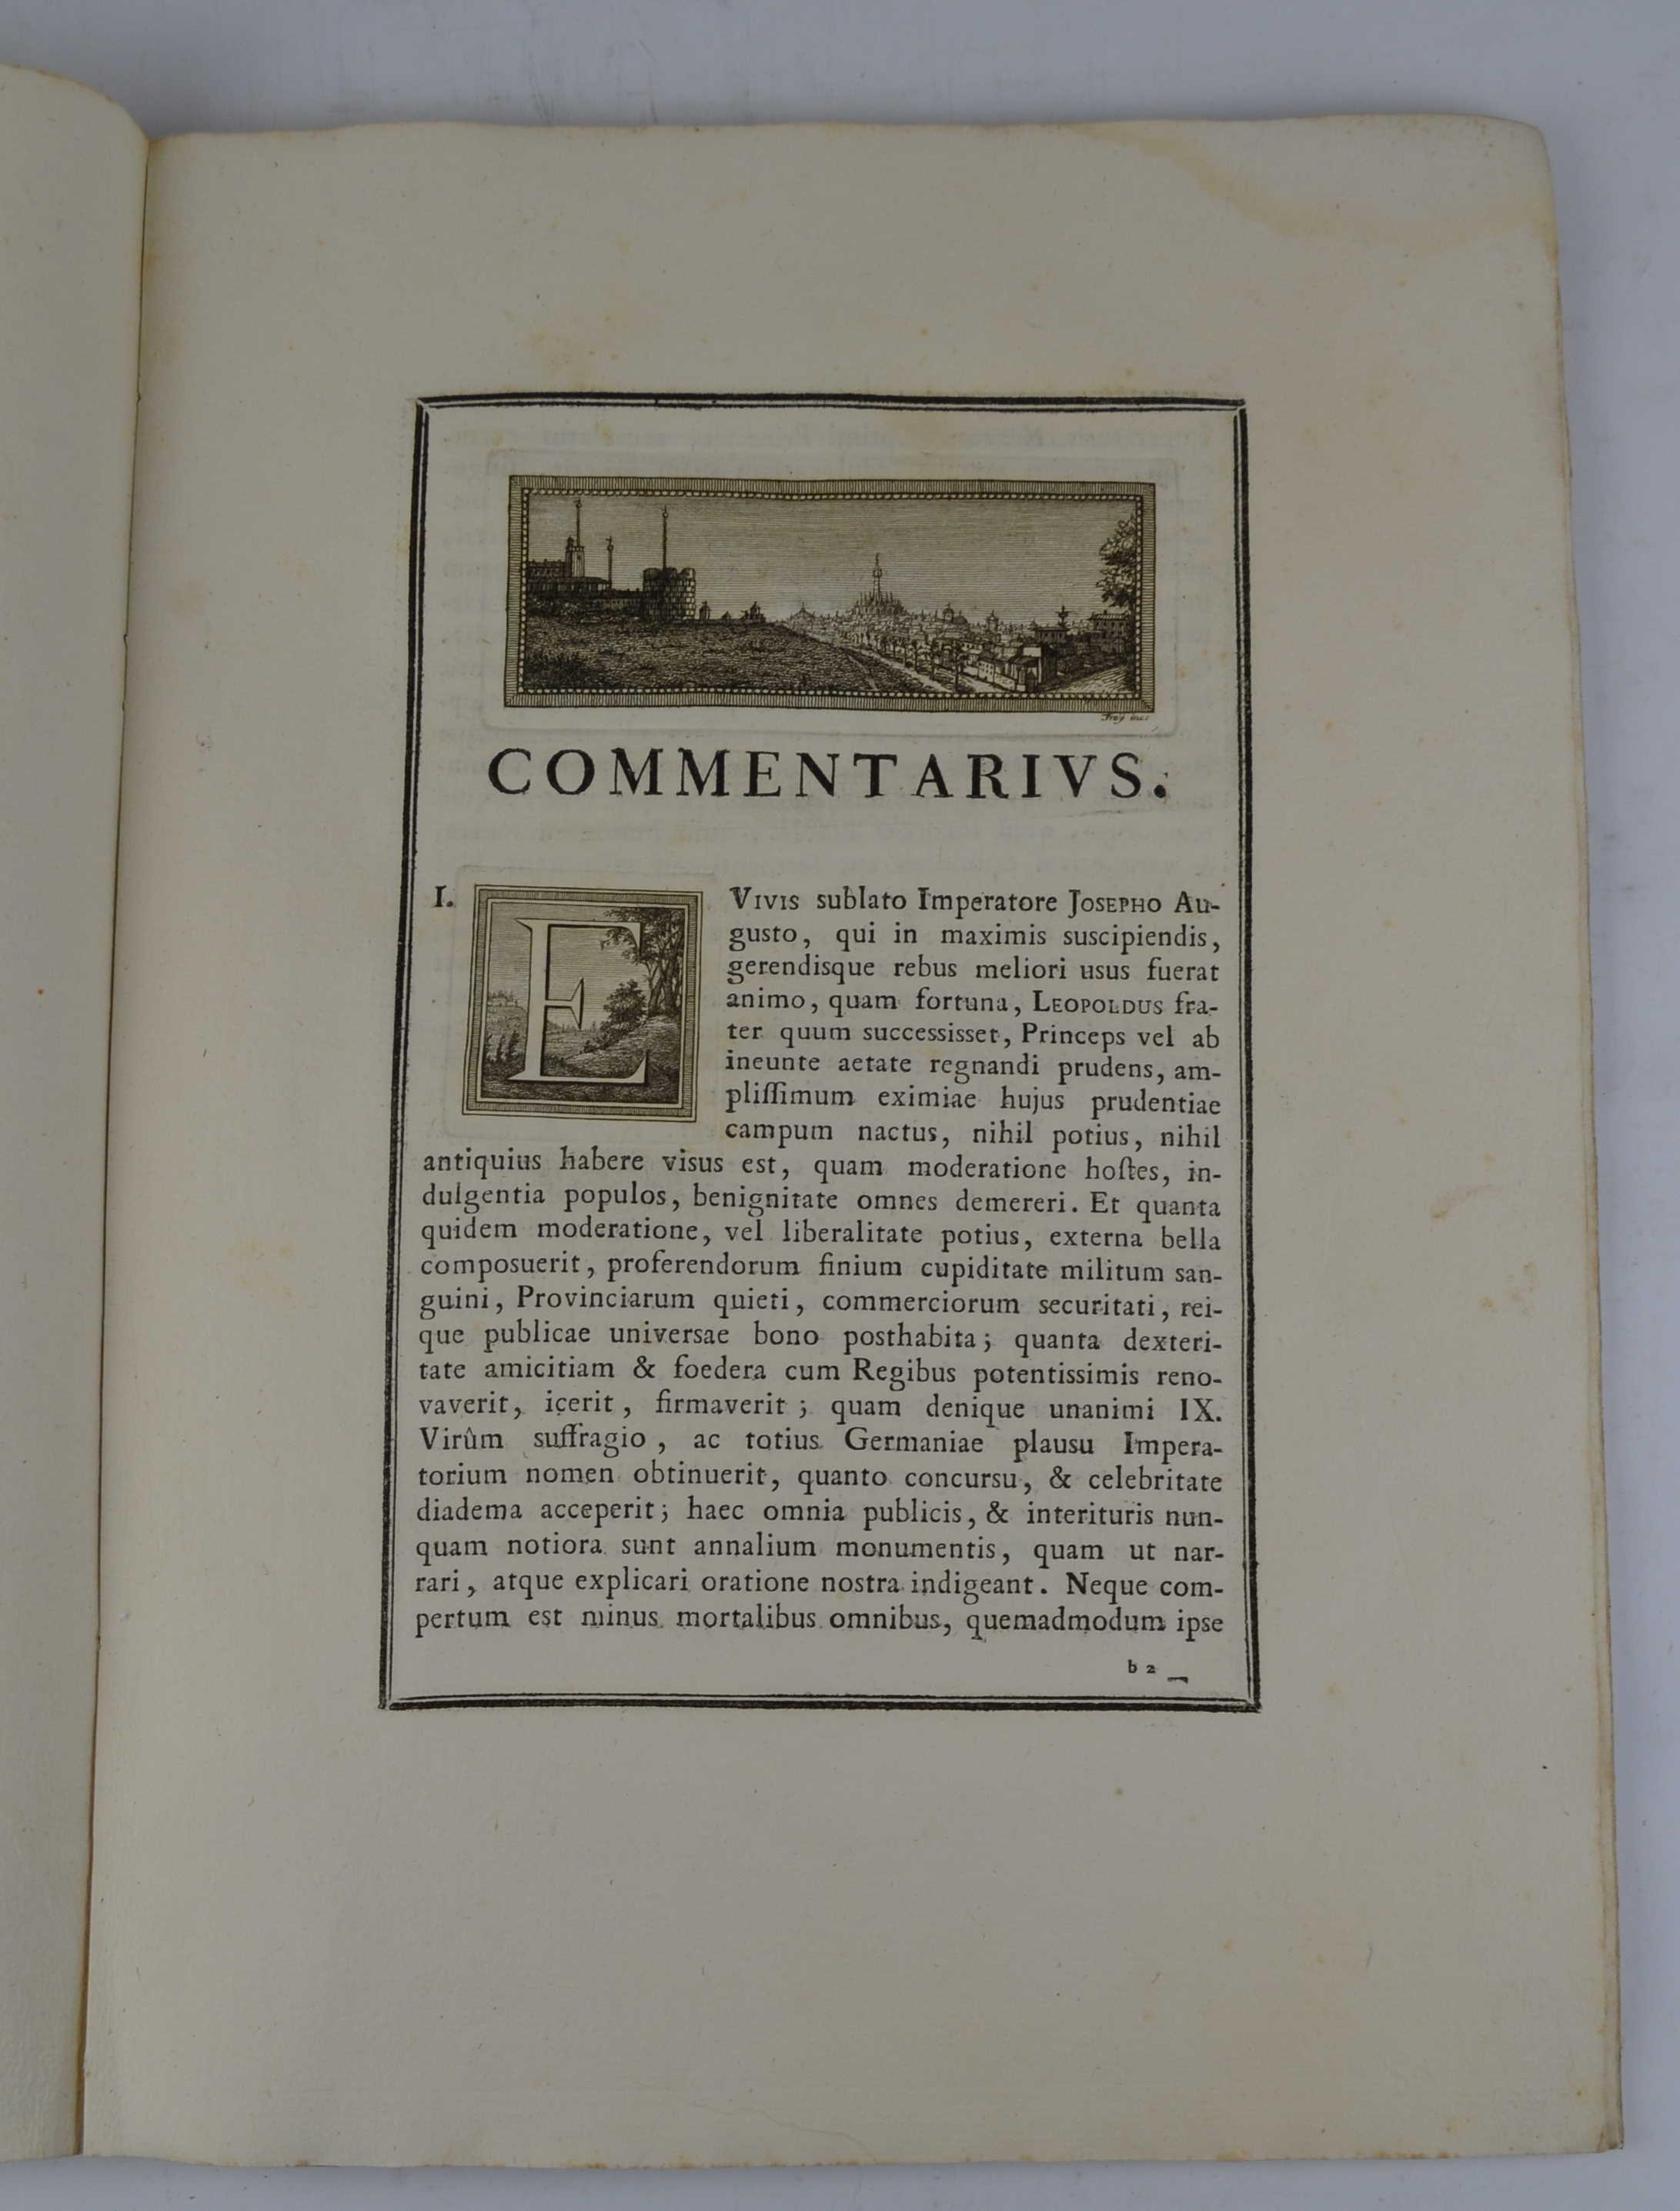 COMMENTARIVS.
I. E VIVIS sublato Imperatore JOSEPHO Au-
gusto, qui in maximis suscipiendis,
gerendisque rebus meliori usus fuerat
animo, quam fortuna, LEOPOLDUS fra-
ter quum successisset, Princeps vel ab
ineunte aetate regnandi prudens, am-
pliſſimum eximiae hujus prudentiae
campum nactus, nihil potius, nihil
antiquius habere visus est, quam moderatione hoſtes, in-
dulgentia populos, benignitate omnes demereri. Et quanta
quidem moderatione, vel liberalitate potius, externa bella
composuerit, proferendorum finium cupiditate militum san-
guini, Provinciarum quieti, commerciorum securitati, rei-
que publicae universae bono posthabita; quanta dexteri-
tate amicitiam & foedera cum Regibus potentissimis reno-
vaverit, icerit, firmaverit; quam denique unanimi IX.
Virûm suffragio, ac totius Germaniae plausu Impera-
torium nomen obtinuerit, quanto concursu, & celebritate
diadema acceperit; haec omnia publicis, & interituris nun-
quam notiora sunt annalium monumentis, quam ut nar-
rari, atque explicari oratione nostra indigeant. Neque com-
pertum est minus mortalibus omnibus, quemadmodum ipse
b 2